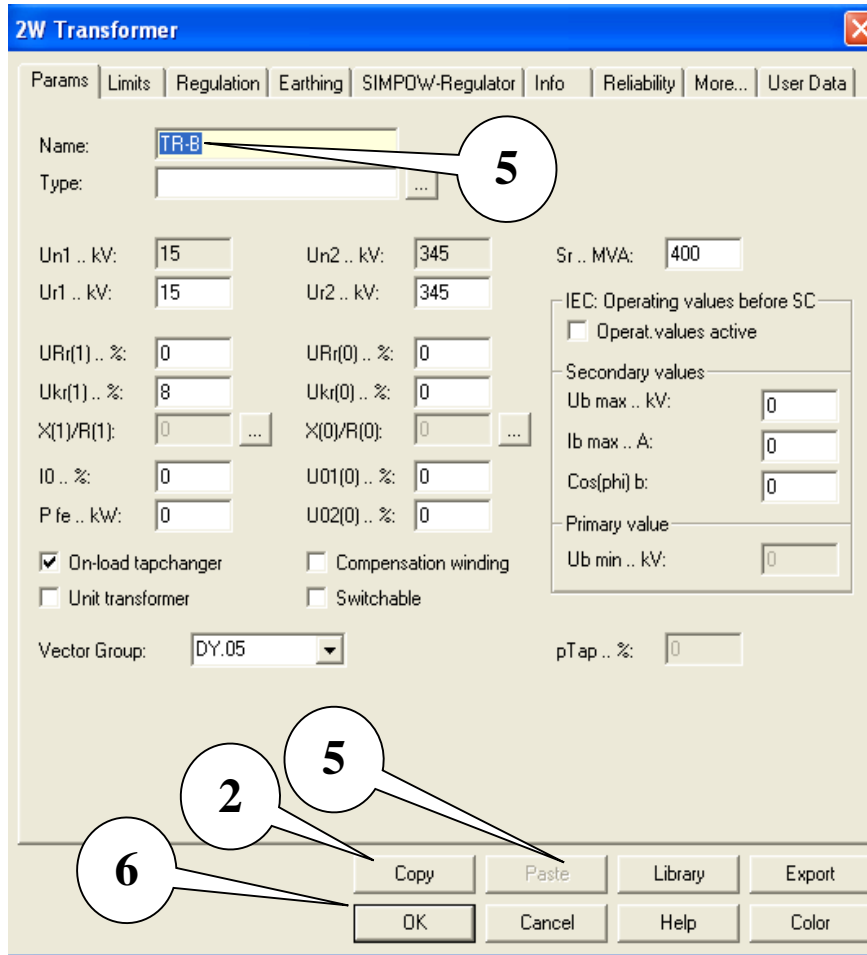 2W Transformer
Params Limits Regulation Earthing SIMPOW-Regulator Info Reliability More... User Data
Name: TR-B 5
Type: ...
Un1 .. kV: 15 Un2 .. kV: 345 Sr .. MVA: 400
Ur1 .. kV: 15 Ur2 .. kV: 345
IEC: Operating values before SC
Operat.values active
URr(1) .. %: 0 URr(0) .. %: 0
Secondary values
Ukr(1) .. %: 8 Ukr(0) .. %: 0 Ub max .. kV: 0
X(1)/R(1): 0 ... X(0)/R(0): 0 ... Ib max .. A: 0
I0 .. %: 0 U01(0) .. %: 0 Cos(phi) b: 0
P fe .. kW: 0 U02(0) .. %: 0 Primary value
On-load tapchanger Compensation winding Ub min .. kV: 0
Unit transformer Switchable
Vector Group: DY.05 pTap .. %: 0
5
2
6
Copy Paste Library Export
OK Cancel Help Color